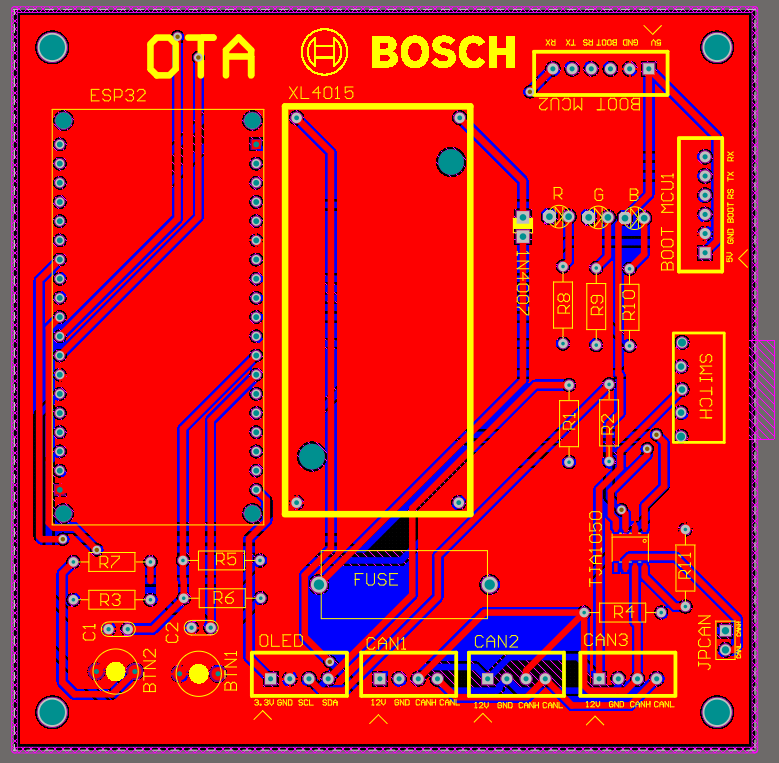 OTA
BOSCH
RX TX RS BOOT GND 5V
BOOT MCU2
ESP32
XL4015
BOOT MCU1
5V GND BOOT RS TX RX
R G B
1N4007
R8
R9
R10
SWITCH
R1
R2
TJA1050
R11
R7
R5
R3
R6
FUSE
R4
C1
C2
JPCAN
CANH
CANL
BTN2
BTN1
OLED
CAN1
CAN2
CAN3
3.3V GND SCL SDA
12V GND CANH CANL
12V GND CANH CANL
12V GND CANH CANL